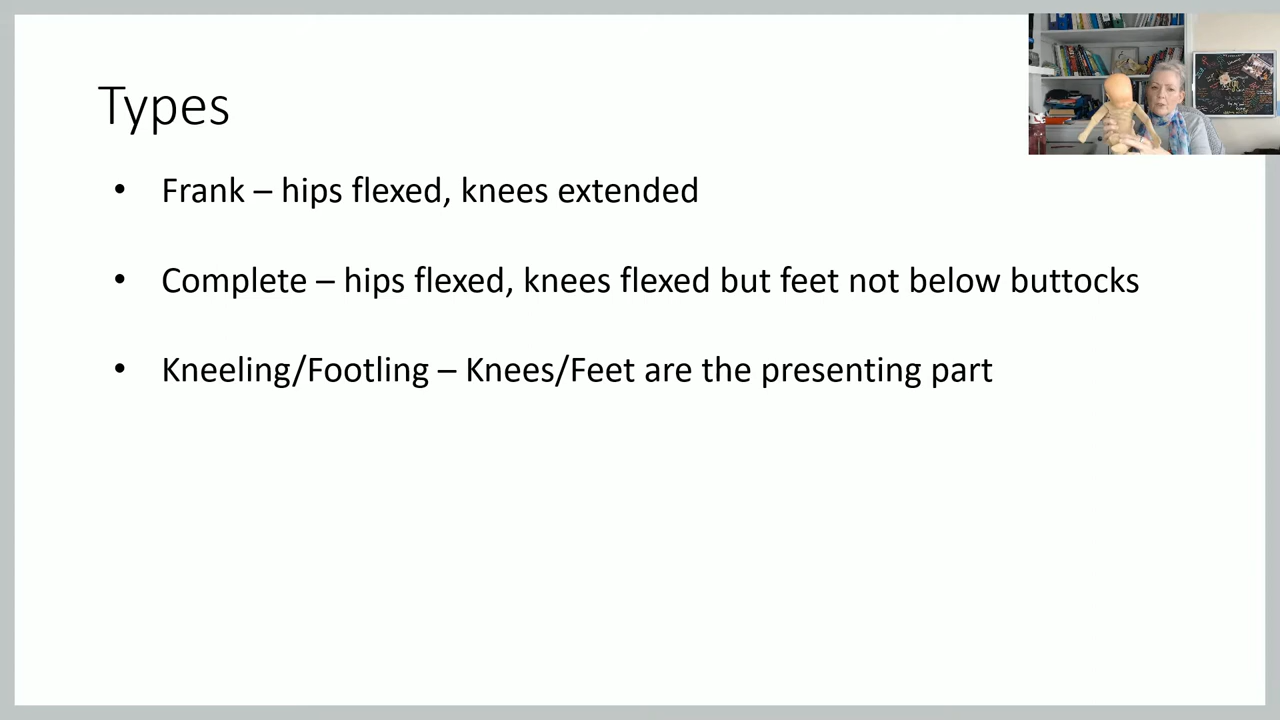 Types
• Frank – hips flexed, knees extended
• Complete – hips flexed, knees flexed but feet not below buttocks
• Kneeling/Footling – Knees/Feet are the presenting part